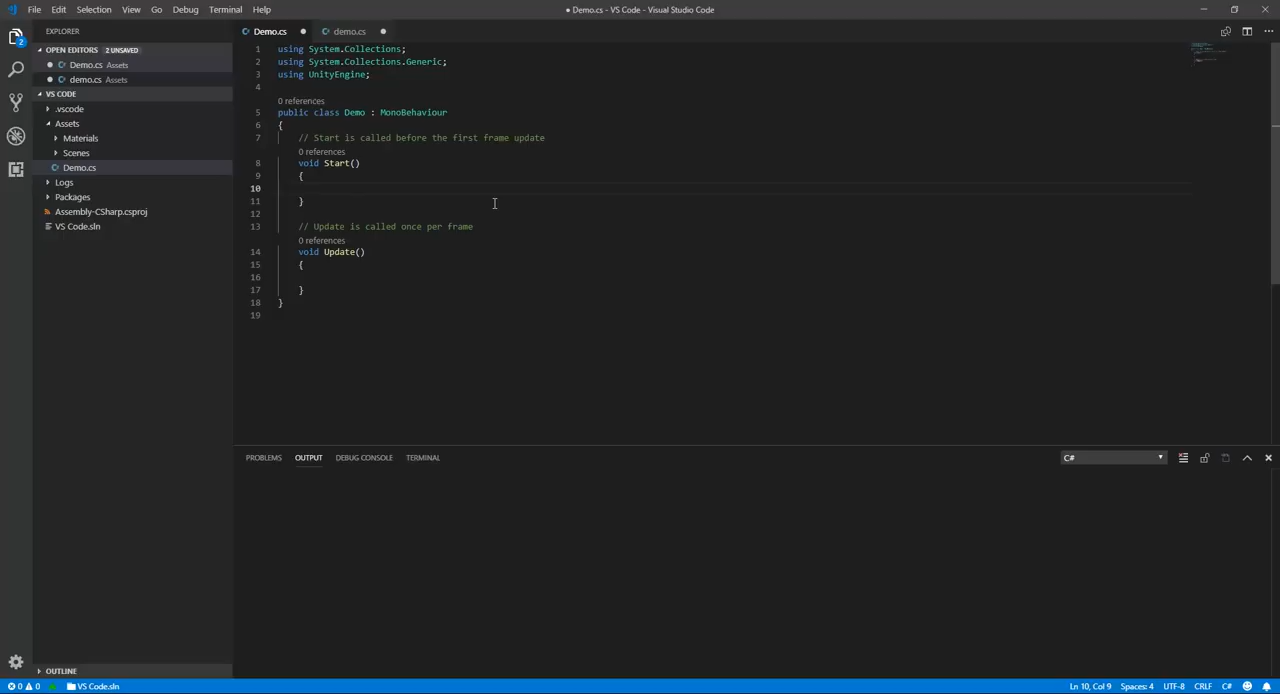 File Edit Selection View Go Debug Terminal Help
● Demo.cs - VS Code - Visual Studio Code
EXPLORER
OPEN EDITORS 2 UNSAVED
Demo.cs Assets
demo.cs Assets
VS CODE
.vscode
Assets
Materials
Scenes
Demo.cs
Logs
Packages
Assembly-CSharp.csproj
VS Code.sln
OUTLINE
2
Demo.cs demo.cs
1 using System.Collections;
2 using System.Collections.Generic;
3 using UnityEngine;
4
0 references
5 public class Demo : MonoBehaviour
6 {
7 // Start is called before the first frame update
0 references
8 void Start()
9 {
10
11 }
12
13 // Update is called once per frame
0 references
14 void Update()
15 {
16
17 }
18 }
19
PROBLEMS OUTPUT DEBUG CONSOLE TERMINAL
C#
0 0 VS Code.sln
Ln 10, Col 9 Spaces: 4 UTF-8 CRLF C#